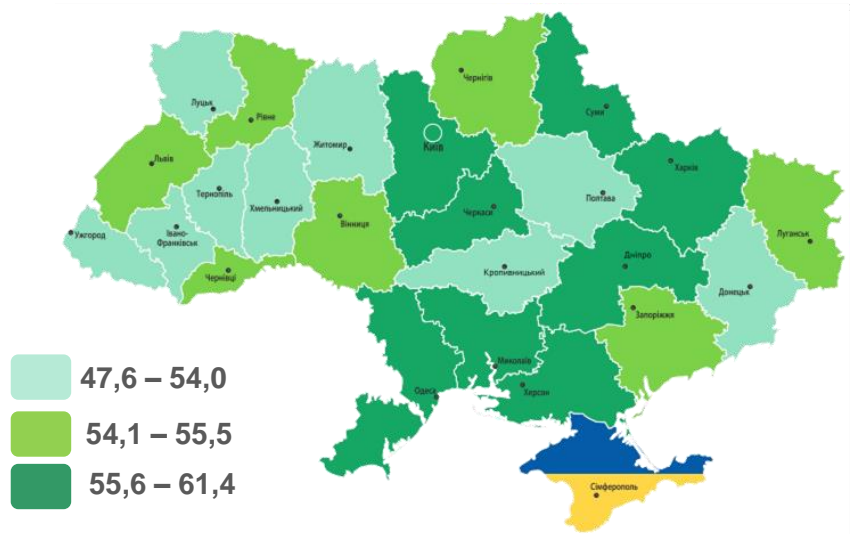 Чернігів
Луцьк
Рівне
Суми
Житомир
Київ
Львів
Харків
Тернопіль
Хмельницький
Полтава
Черкаси
Вінниця
Ужгород
Івано-
Франківськ
Луганськ
Дніпро
Кропивницький
Чернівці
Донецьк
Запоріжжя
Миколаїв
Одеса
Херсон
47,6 – 54,0
54,1 – 55,5
55,6 – 61,4
Сімферополь